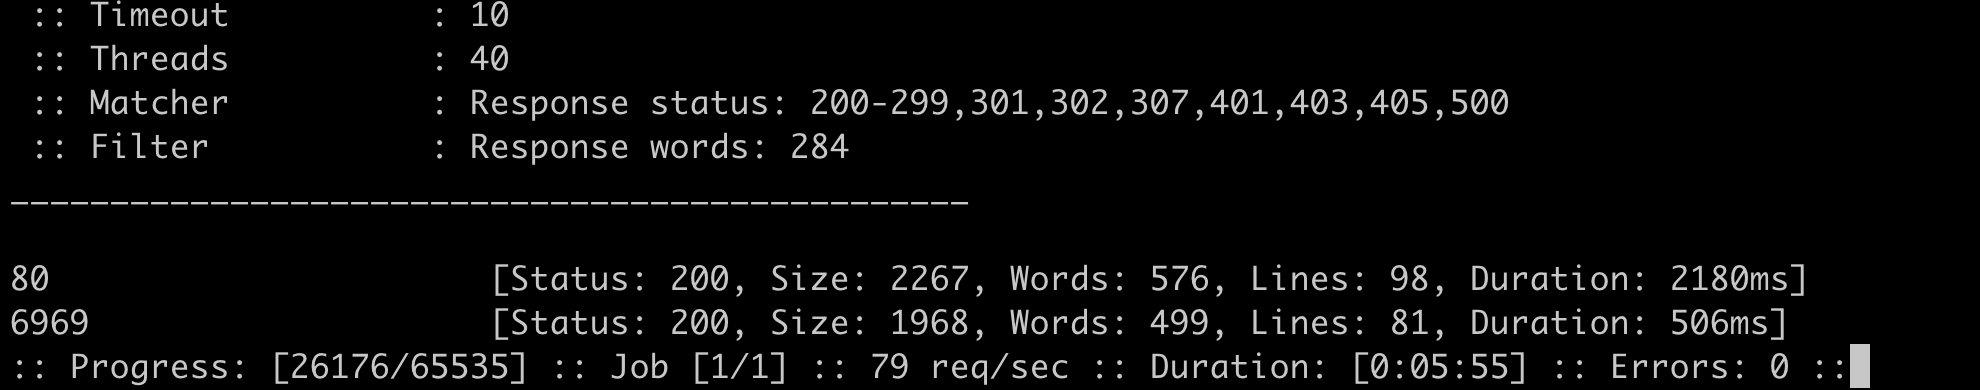 :: Timeout : 10
:: Threads : 40
:: Matcher : Response status: 200-299,301,302,307,401,403,405,500
:: Filter : Response words: 284
________________________________________________
80 [Status: 200, Size: 2267, Words: 576, Lines: 98, Duration: 2180ms]
6969 [Status: 200, Size: 1968, Words: 499, Lines: 81, Duration: 506ms]
:: Progress: [26176/65535] :: Job [1/1] :: 79 req/sec :: Duration: [0:05:55] :: Errors: 0 ::